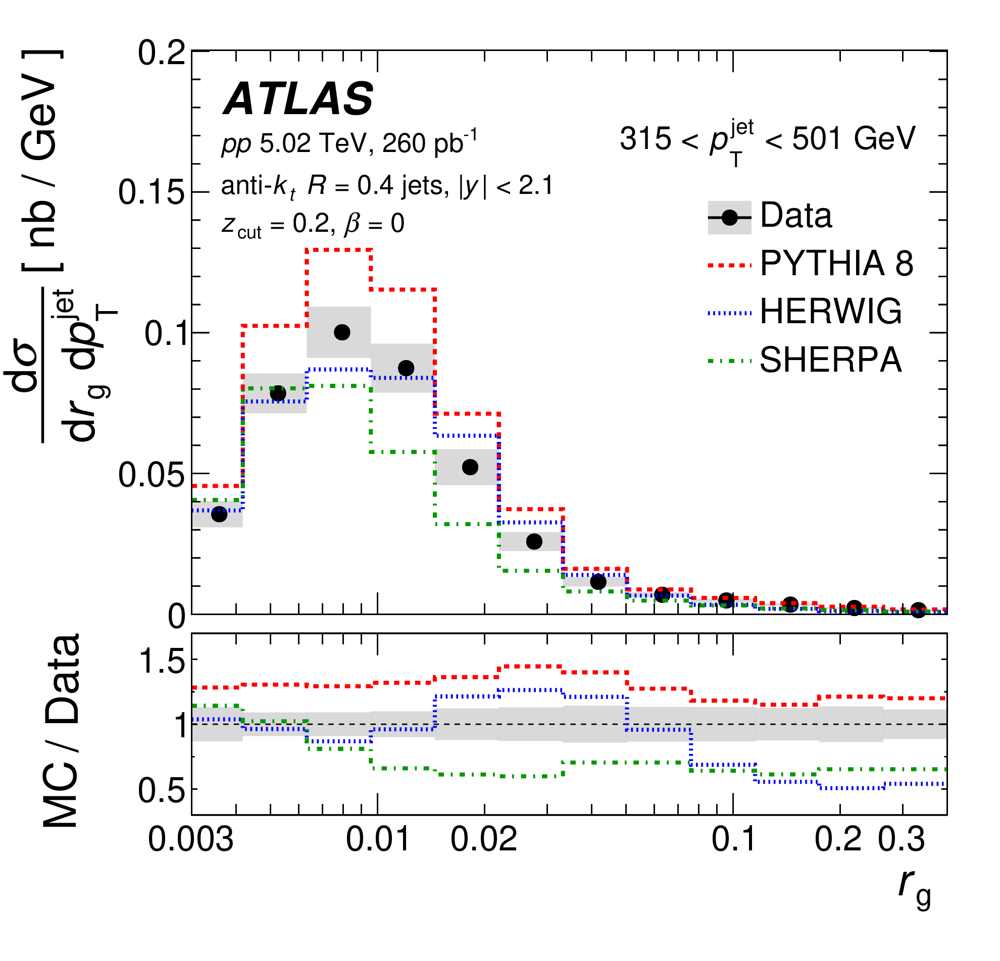 dσ
drg dpTjet [ nb / GeV ]
0.2
0.15
0.1
0.05
0
ATLAS
pp 5.02 TeV, 260 pb-1
anti-kt R = 0.4 jets, |y| < 2.1
zcut = 0.2, β = 0
315 < pTjet < 501 GeV
Data
PYTHIA 8
HERWIG
SHERPA
MC / Data
1.5
1
0.5
0.003 0.01 0.02 0.1 0.2 0.3
rg